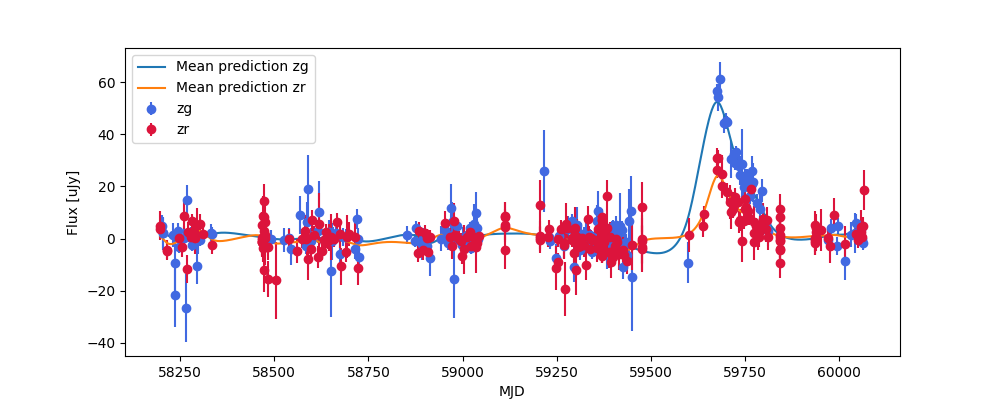 Mean prediction zg
Mean prediction zr
zg
zr
60
40
20
0
−20
−40
Flux [uJy]
58250
58500
58750
59000
59250
59500
59750
60000
MJD